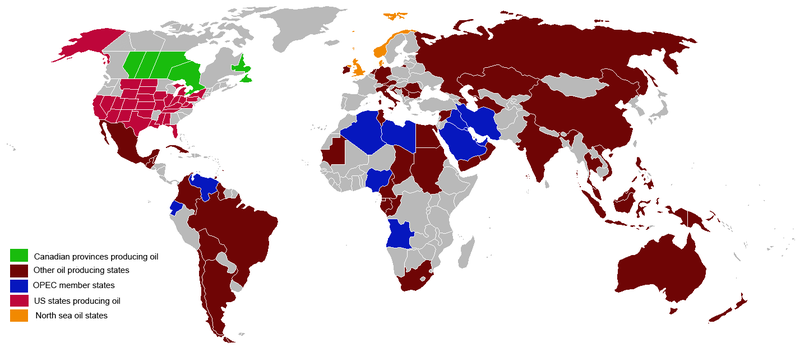 Canadian provinces producing oil
Other oil producing states
OPEC member states
US states producing oil
North sea oil states